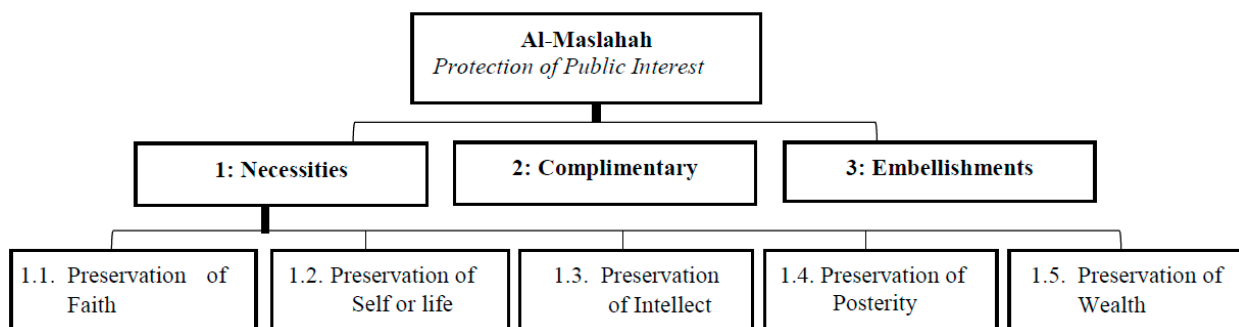 Al-Maslahah
Protection of Public Interest
1: Necessities
2: Complimentary
3: Embellishments
1.1. Preservation of
Faith
1.2. Preservation of
Self or life
1.3. Preservation
of Intellect
1.4. Preservation of
Posterity
1.5. Preservation of
Wealth